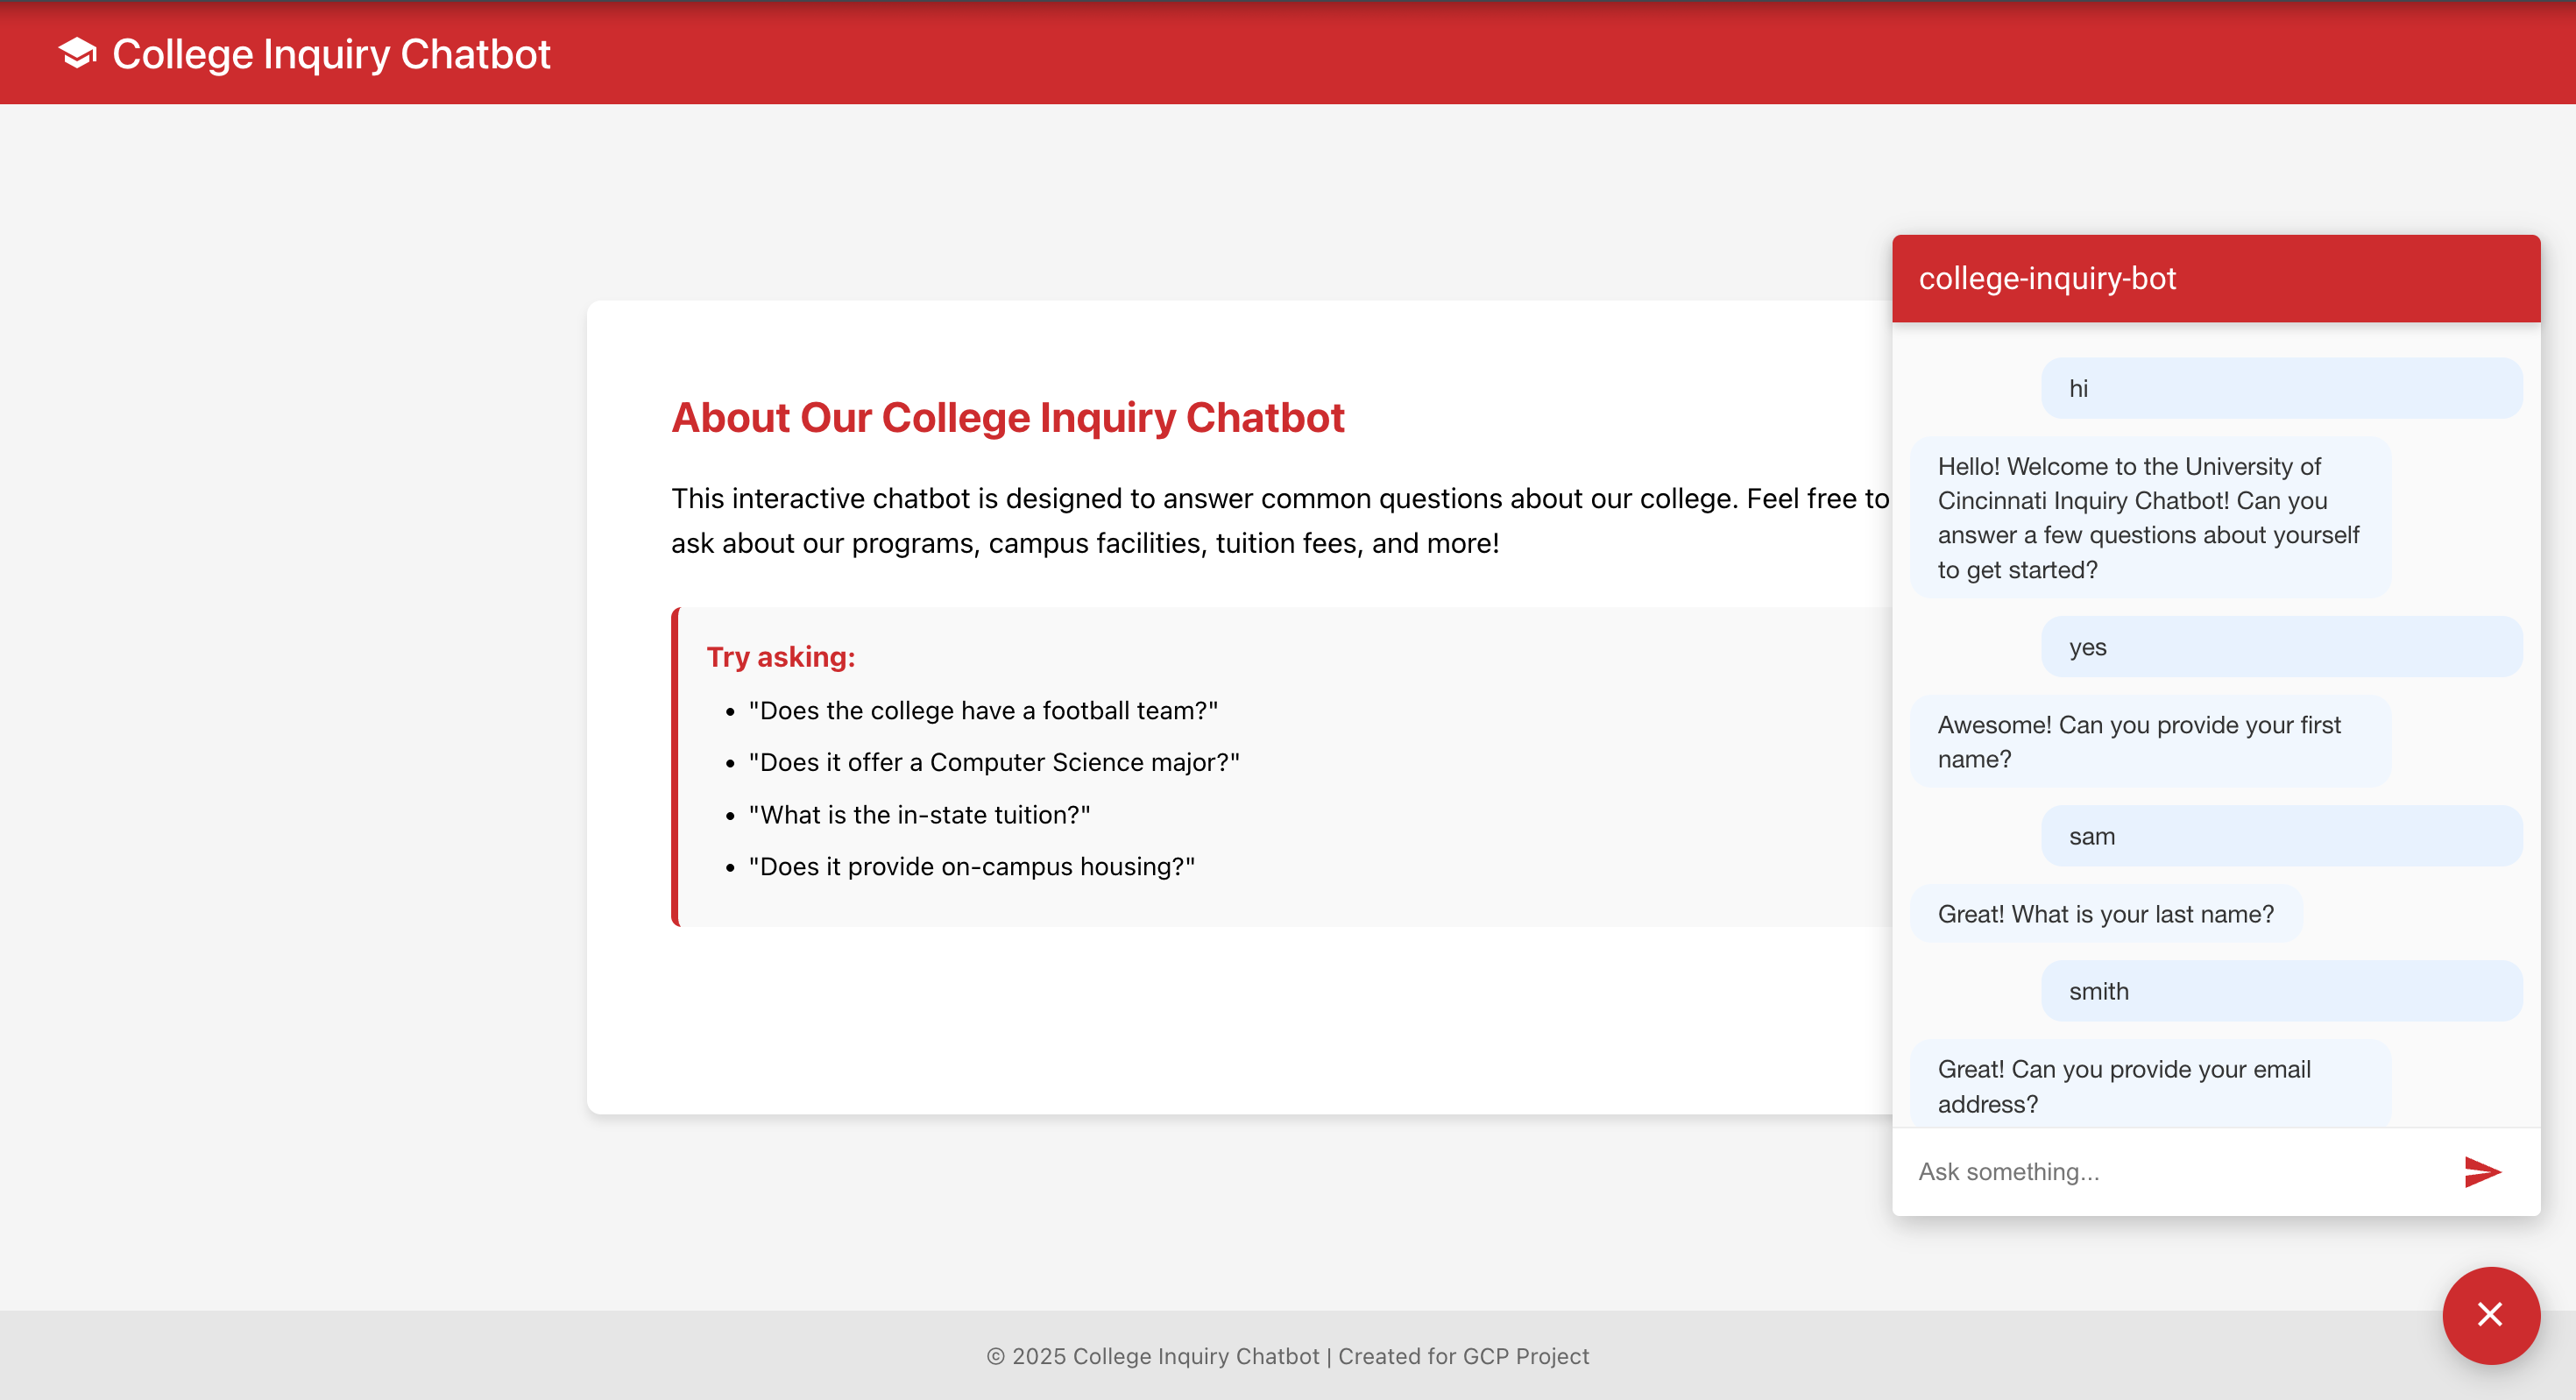 College Inquiry Chatbot
About Our College Inquiry Chatbot
This interactive chatbot is designed to answer common questions about our college. Feel free to
ask about our programs, campus facilities, tuition fees, and more!
Try asking:
• "Does the college have a football team?"
• "Does it offer a Computer Science major?"
• "What is the in-state tuition?"
• "Does it provide on-campus housing?"
college-inquiry-bot
hi
Hello! Welcome to the University of
Cincinnati Inquiry Chatbot! Can you
answer a few questions about yourself
to get started?
yes
Awesome! Can you provide your first
name?
sam
Great! What is your last name?
smith
Great! Can you provide your email
address?
Ask something...
© 2025 College Inquiry Chatbot | Created for GCP Project